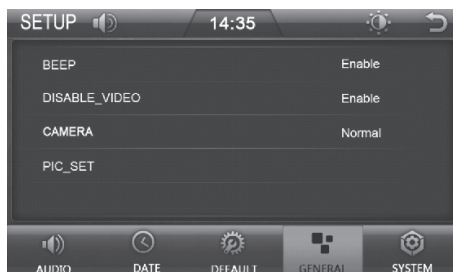 SETUP 14:35
BEEP Enable
DISABLE_VIDEO Enable
CAMERA Normal
PIC_SET
AUDIO DATE DEFAULT GENERAL SYSTEM